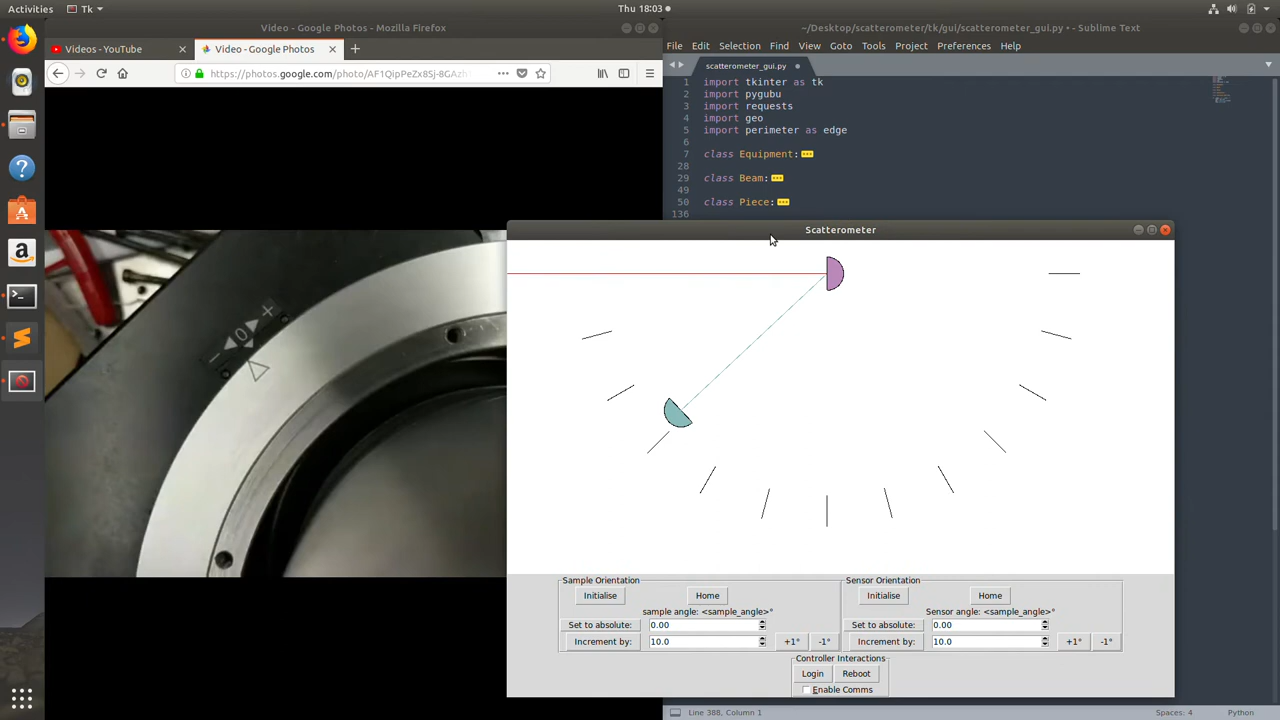 Activities
Tk
Thu 18:03
Video - Google Photos - Mozilla Firefox
~/Desktop/scatterometer/tk/gui/scatterometer_gui.py - Sublime Text
Videos - YouTube
Video - Google Photos
File Edit Selection Find View Goto Tools Project Preferences Help
https://photos.google.com/photo/AF1QipPeZx8Sj-8GAzh
scatterometer_gui.py
1 import tkinter as tk
2 import pygubu
3 import requests
4 import geo
5 import perimeter as edge
6
7 class Equipment:
28
29 class Beam:
49
50 class Piece:
136
Scatterometer
- 0 +
Sample Orientation
Initialise Home
sample angle: <sample_angle>°
Set to absolute: 0.00
Increment by: 10.0 +1° -1°
Sensor Orientation
Initialise Home
Sensor angle: <sample_angle>°
Set to absolute: 0.00
Increment by: 10.0 +1° -1°
Controller Interactions
Login Reboot
Enable Comms
Line 388, Column 1
Spaces: 4
Python